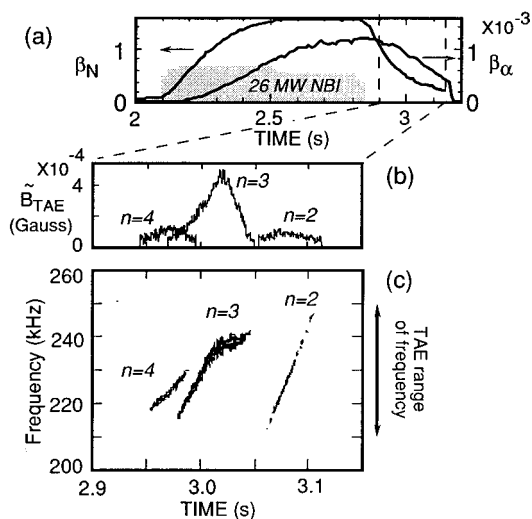 (a)
β_N
1
0
26 MW NBI
X10⁻³
1
β_α
0
2 2.5 3
TIME (s)
X10⁻⁴
B̃_TAE
(Gauss)
4
0
n=4
n=3
n=2
(b)
(c)
Frequency (kHz)
260
240
220
200
n=4
n=3
n=2
TAE range
of frequency
2.9 3.0 3.1
TIME (s)